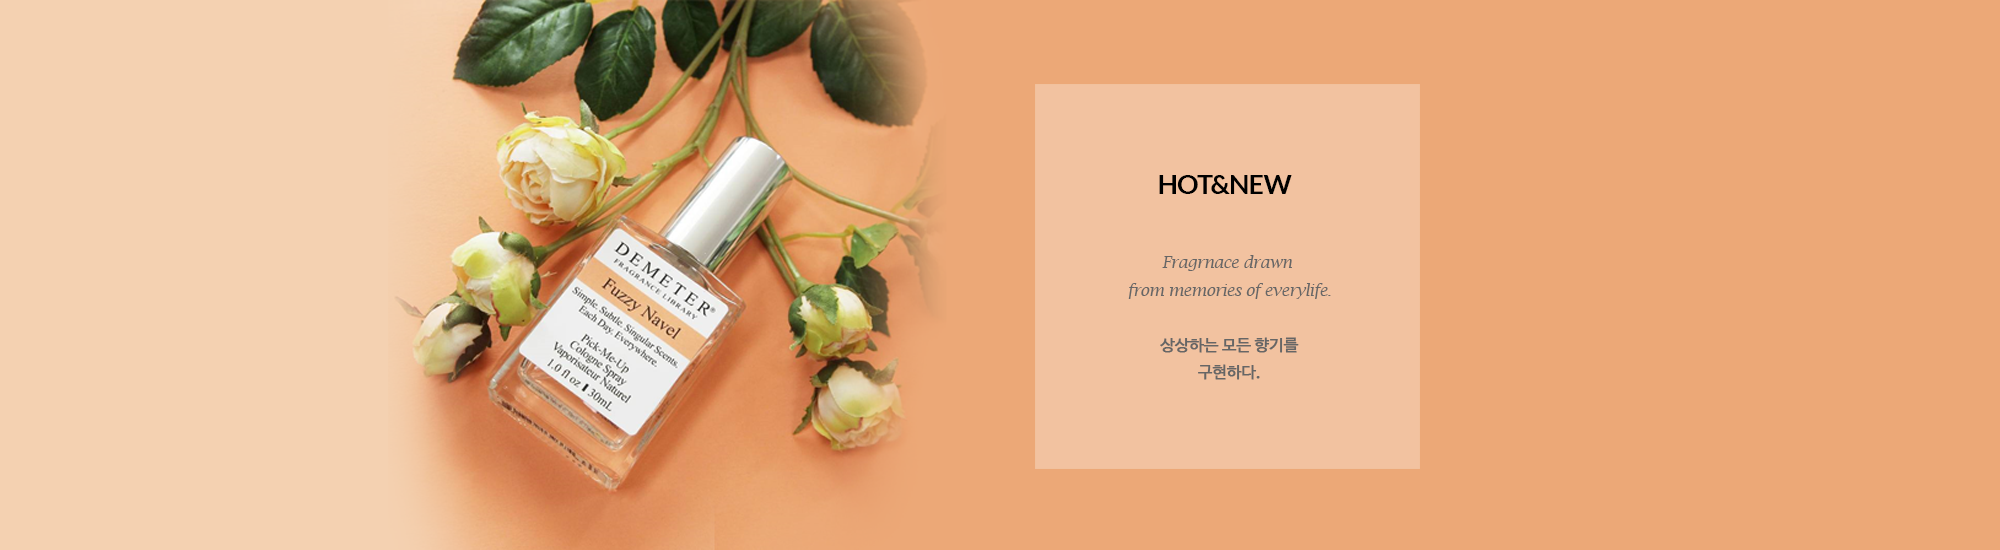 DEMETER®
FRAGRANCE LIBRARY
Fuzzy Navel
Simple. Subtle. Singular Scents.
Each Day. Everywhere.
Pick-Me-Up
Cologne Spray
Vaporisateur Naturel
1.0 fl oz 30mL
HOT&NEW
Fragrnace drawn
from memories of everylife.
상상하는 모든 향기를
구현하다.